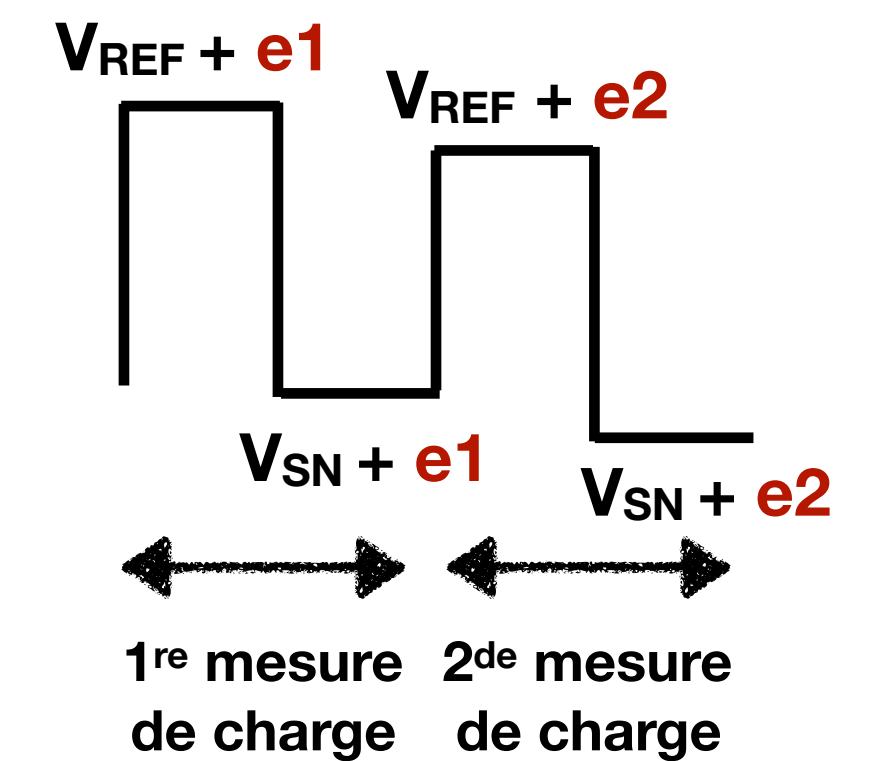 VREF + e1
VREF + e2
VSN + e1
VSN + e2
1re mesure
de charge
2de mesure
de charge